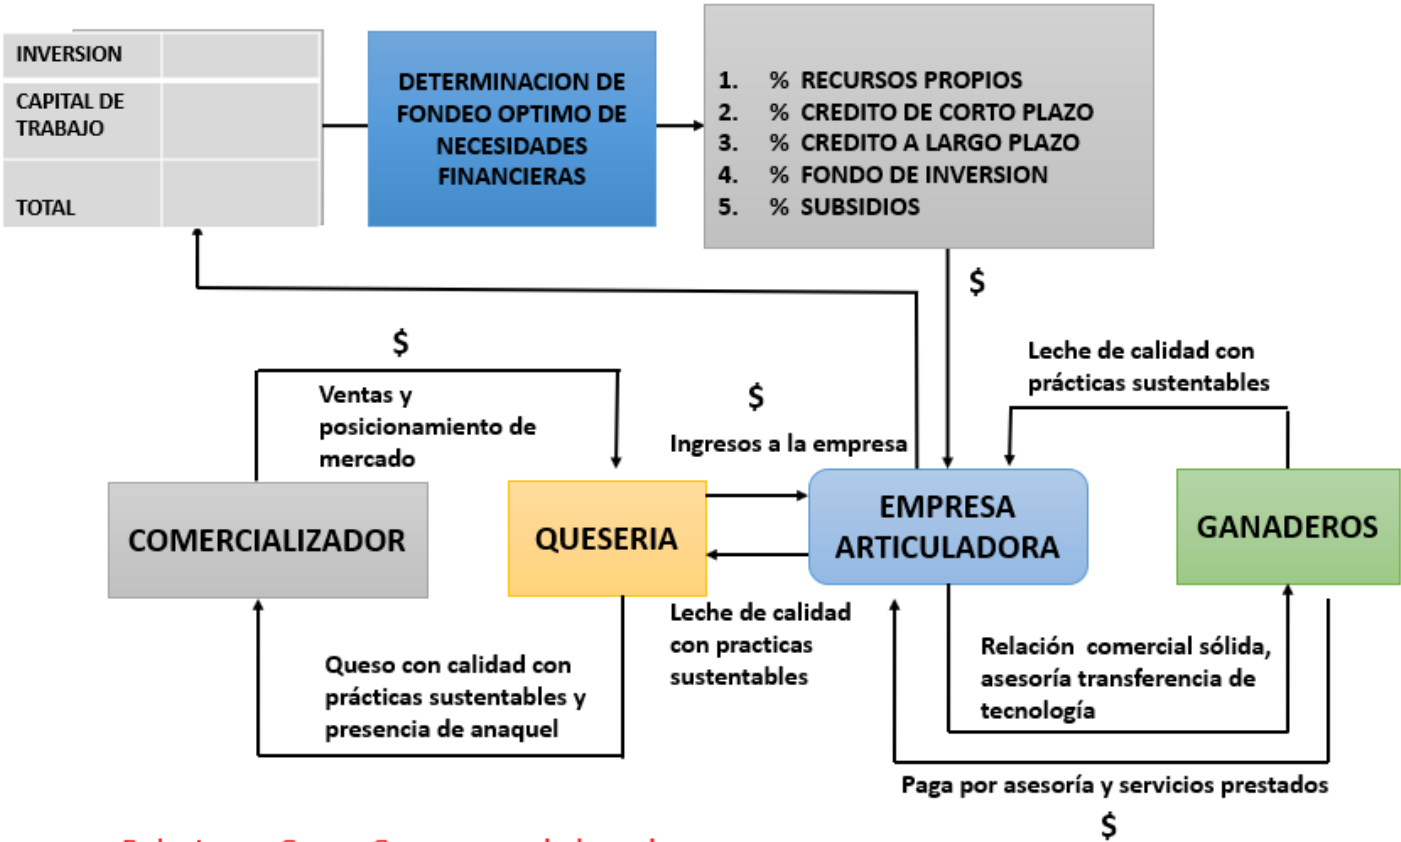 INVERSION
CAPITAL DE
TRABAJO
TOTAL
DETERMINACION DE
FONDEO OPTIMO DE
NECESIDADES
FINANCIERAS
1. % RECURSOS PROPIOS
2. % CREDITO DE CORTO PLAZO
3. % CREDITO A LARGO PLAZO
4. % FONDO DE INVERSION
5. % SUBSIDIOS
$
$
Ventas y
posicionamiento de
mercado
$
Ingresos a la empresa
Leche de calidad con
prácticas sustentables
COMERCIALIZADOR
QUESERIA
EMPRESA
ARTICULADORA
GANADEROS
Queso con calidad con
prácticas sustentables y
presencia de anaquel
Leche de calidad
con practicas
sustentables
Relación comercial sólida,
asesoría transferencia de
tecnología
Paga por asesoría y servicios prestados
$